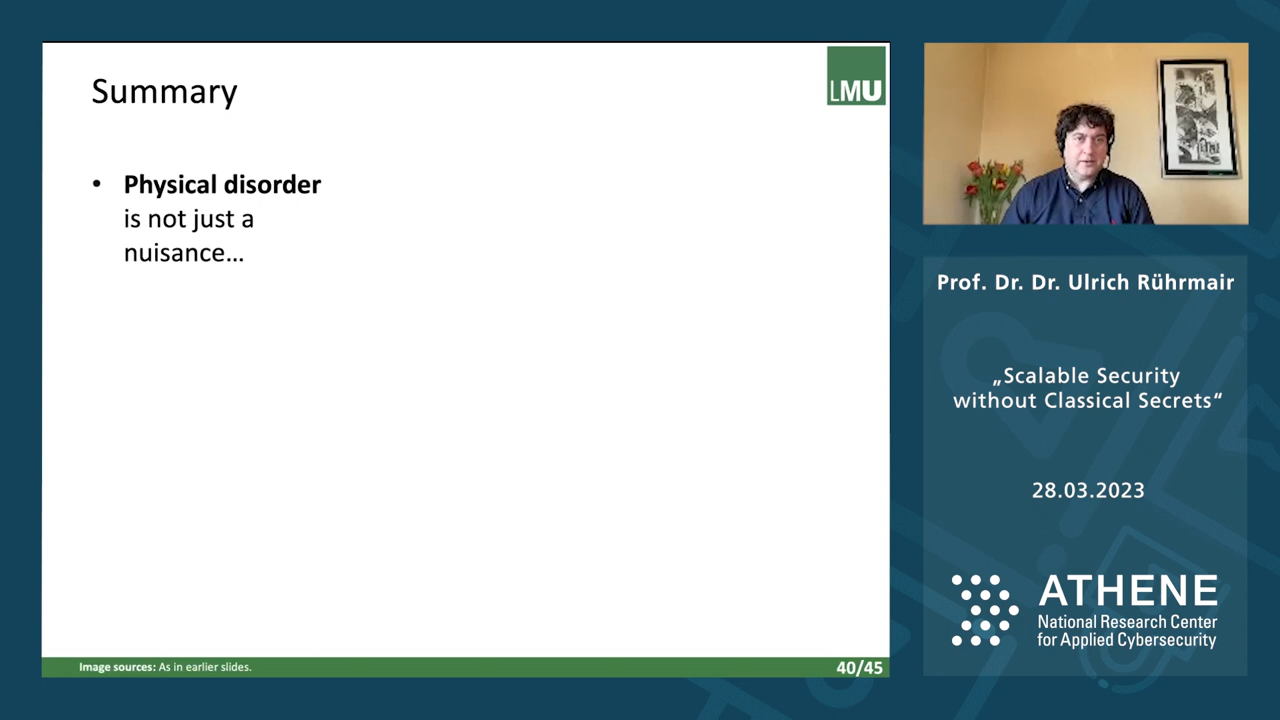 Summary
LMU
• Physical disorder
is not just a
nuisance…
Image sources: As in earlier slides.
40/45
Prof. Dr. Dr. Ulrich Rührmair
„Scalable Security
without Classical Secrets“
28.03.2023
ATHENE
National Research Center
for Applied Cybersecurity